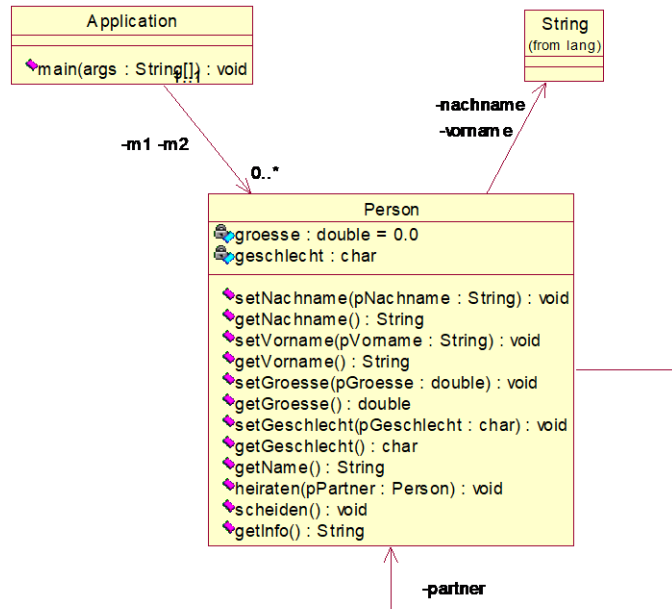 Application
main(args : String[]) : void
1..1
String
(from lang)
-nachname
-vorname
-m1 -m2
0..*
Person
groesse : double = 0.0
geschlecht : char
setNachname(pNachname : String) : void
getNachname() : String
setVorname(pVorname : String) : void
getVorname() : String
setGroesse(pGroesse : double) : void
getGroesse() : double
setGeschlecht(pGeschlecht : char) : void
getGeschlecht() : char
getName() : String
heiraten(pPartner : Person) : void
scheiden() : void
getInfo() : String
-partner